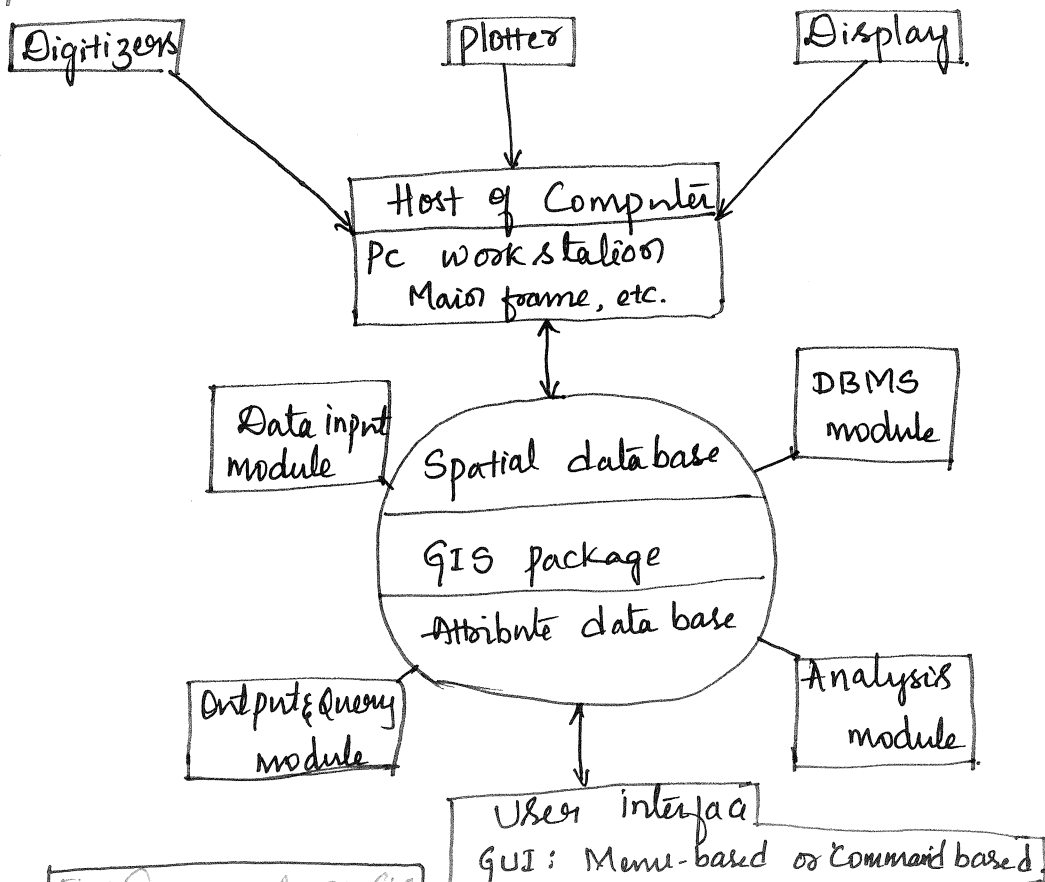 Digitizers
Plotter
Display
Host of Computer
PC workstation
Main frame, etc.
Data input
module
DBMS
module
Spatial database
GIS package
Attribute data base
Output & Query
module
Analysis
module
User interface
GUI: Menu-based or Command based.